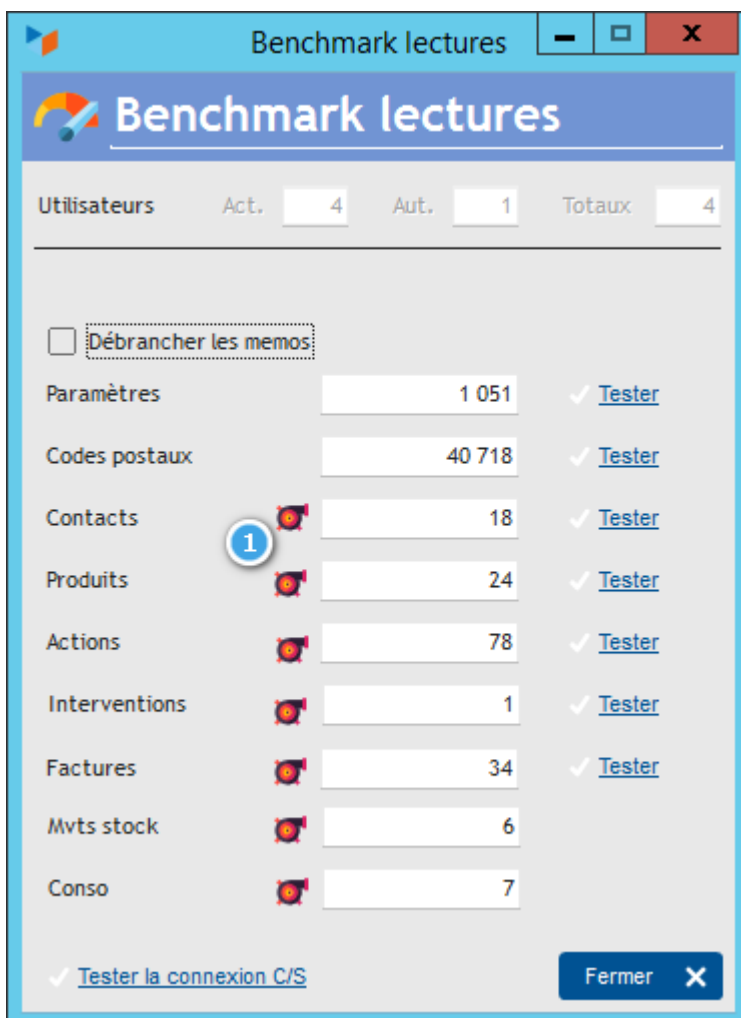 Benchmark lectures
Benchmark lectures
Utilisateurs Act. 4 Aut. 1 Totaux 4
Débrancher les memos
Paramètres 1 051 Tester
Codes postaux 40 718 Tester
Contacts 18 Tester
1
Produits 24 Tester
Actions 78 Tester
Interventions 1 Tester
Factures 34 Tester
Mvts stock 6
Conso 7
Tester la connexion C/S Fermer